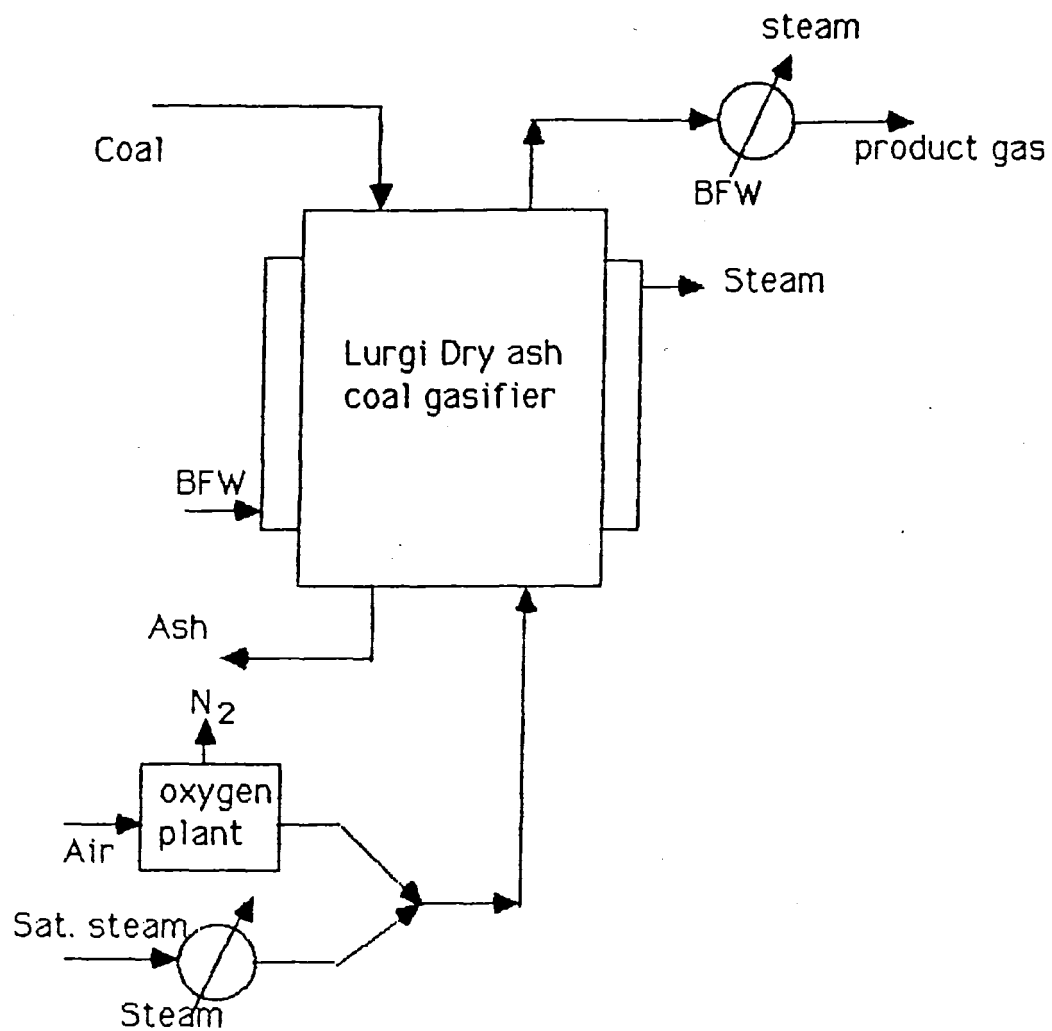 steam
Coal
product gas
BFW
Steam
Lurgi Dry ash
coal gasifier
BFW
Ash
N2
oxygen
plant
Air
Sat. steam
Steam